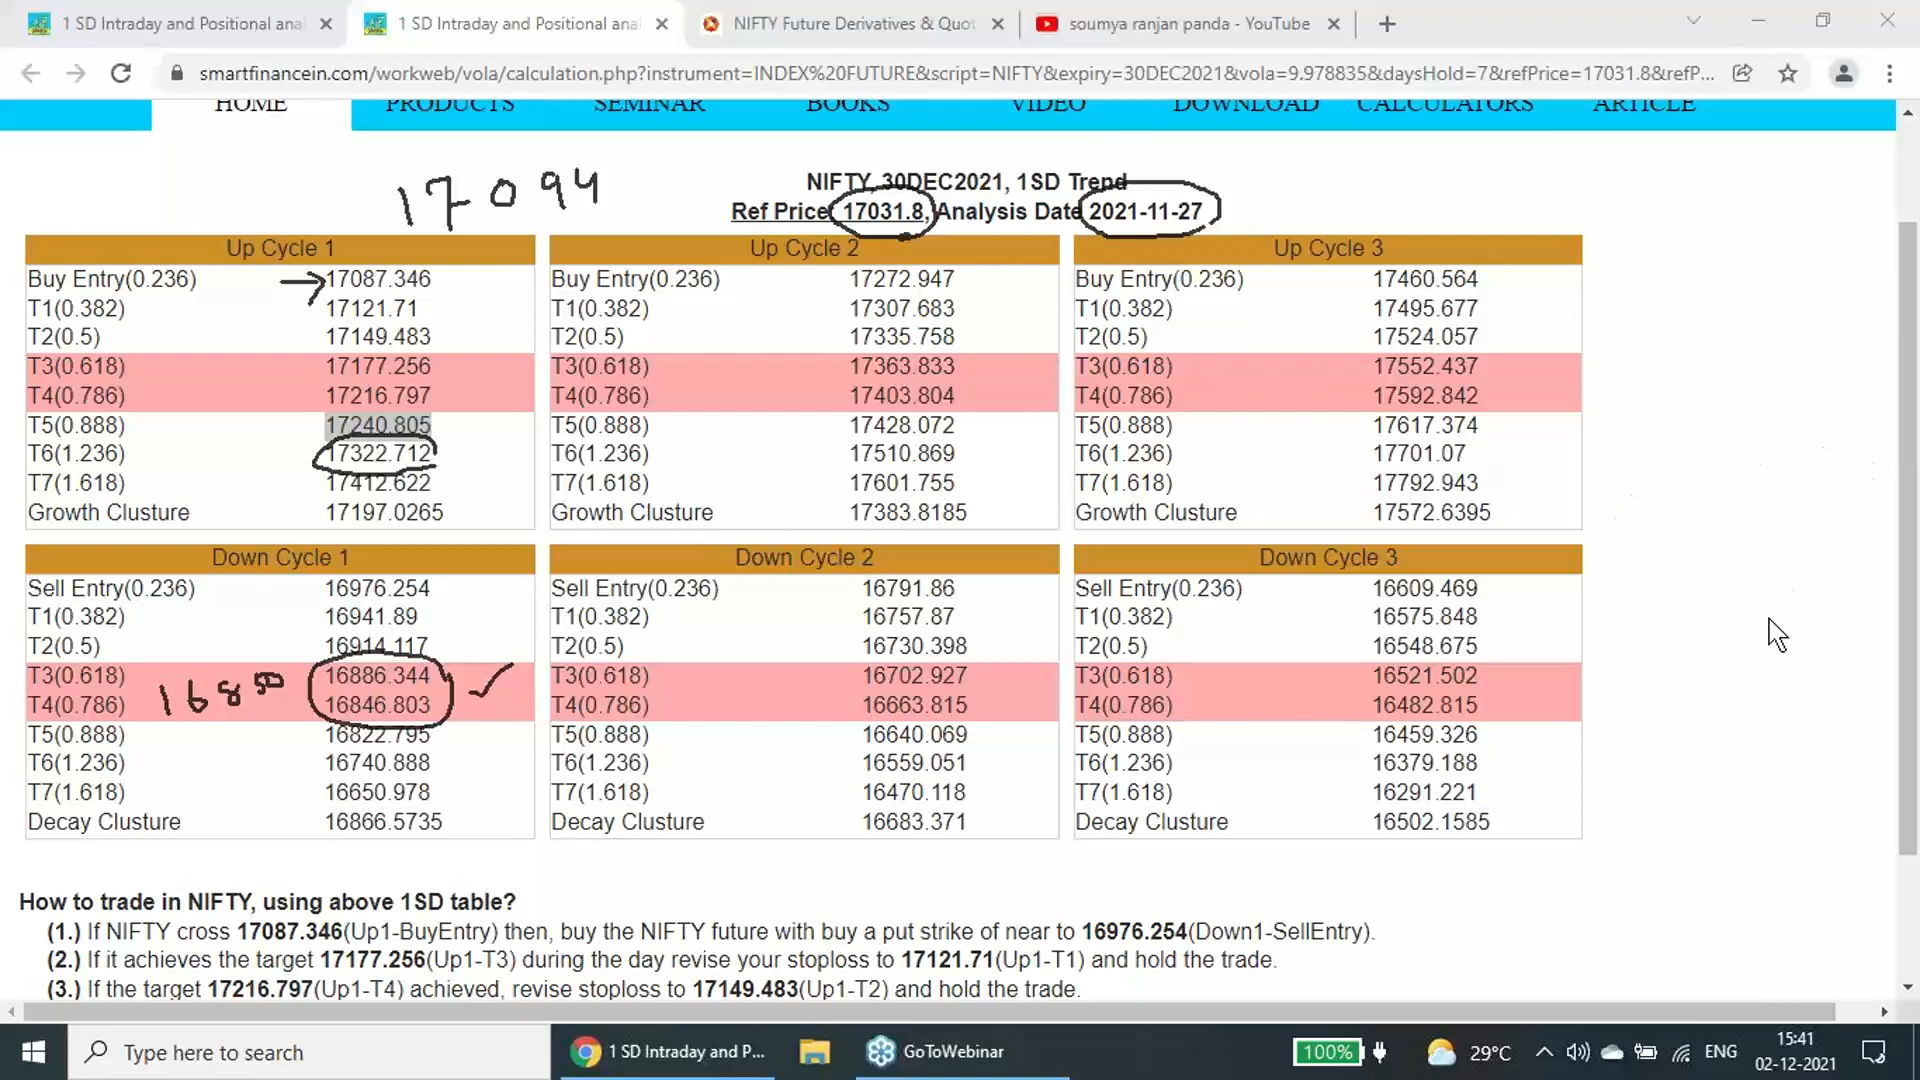 1 SD Intraday and Positional anal
1 SD Intraday and Positional anal
NIFTY Future Derivatives & Quot
soumya ranjan panda - YouTube
smartfinancein.com/workweb/vola/calculation.php?instrument=INDEX%20FUTURE&script=NIFTY&expiry=30DEC2021&vola=9.978835&daysHold=7&refPrice=17031.8&refP...
HOME PRODUCTS SEMINAR BOOKS VIDEO DOWNLOAD CALCULATORS ARTICLE
17094
NIFTY, 30DEC2021, 1SD Trend
Ref Price: 17031.8, Analysis Date 2021-11-27
Up Cycle 1
Buy Entry(0.236) 17087.346
T1(0.382) 17121.71
T2(0.5) 17149.483
T3(0.618) 17177.256
T4(0.786) 17216.797
T5(0.888) 17240.805
T6(1.236) 17322.712
T7(1.618) 17412.622
Growth Clusture 17197.0265
Up Cycle 2
Buy Entry(0.236) 17272.947
T1(0.382) 17307.683
T2(0.5) 17335.758
T3(0.618) 17363.833
T4(0.786) 17403.804
T5(0.888) 17428.072
T6(1.236) 17510.869
T7(1.618) 17601.755
Growth Clusture 17383.8185
Up Cycle 3
Buy Entry(0.236) 17460.564
T1(0.382) 17495.677
T2(0.5) 17524.057
T3(0.618) 17552.437
T4(0.786) 17592.842
T5(0.888) 17617.374
T6(1.236) 17701.07
T7(1.618) 17792.943
Growth Clusture 17572.6395
Down Cycle 1
Sell Entry(0.236) 16976.254
T1(0.382) 16941.89
T2(0.5) 16914.117
T3(0.618) 16886.344
T4(0.786) 16846.803
16850
T5(0.888) 16822.795
T6(1.236) 16740.888
T7(1.618) 16650.978
Decay Clusture 16866.5735
Down Cycle 2
Sell Entry(0.236) 16791.86
T1(0.382) 16757.87
T2(0.5) 16730.398
T3(0.618) 16702.927
T4(0.786) 16663.815
T5(0.888) 16640.069
T6(1.236) 16559.051
T7(1.618) 16470.118
Decay Clusture 16683.371
Down Cycle 3
Sell Entry(0.236) 16609.469
T1(0.382) 16575.848
T2(0.5) 16548.675
T3(0.618) 16521.502
T4(0.786) 16482.815
T5(0.888) 16459.326
T6(1.236) 16379.188
T7(1.618) 16291.221
Decay Clusture 16502.1585
How to trade in NIFTY, using above 1SD table?
(1.) If NIFTY cross 17087.346(Up1-BuyEntry) then, buy the NIFTY future with buy a put strike of near to 16976.254(Down1-SellEntry).
(2.) If it achieves the target 17177.256(Up1-T3) during the day revise your stoploss to 17121.71(Up1-T1) and hold the trade.
(3.) If the target 17216.797(Up1-T4) achieved, revise stoploss to 17149.483(Up1-T2) and hold the trade.
Type here to search
1 SD Intraday and P...
GoToWebinar
100%
29°C
ENG
15:41
02-12-2021